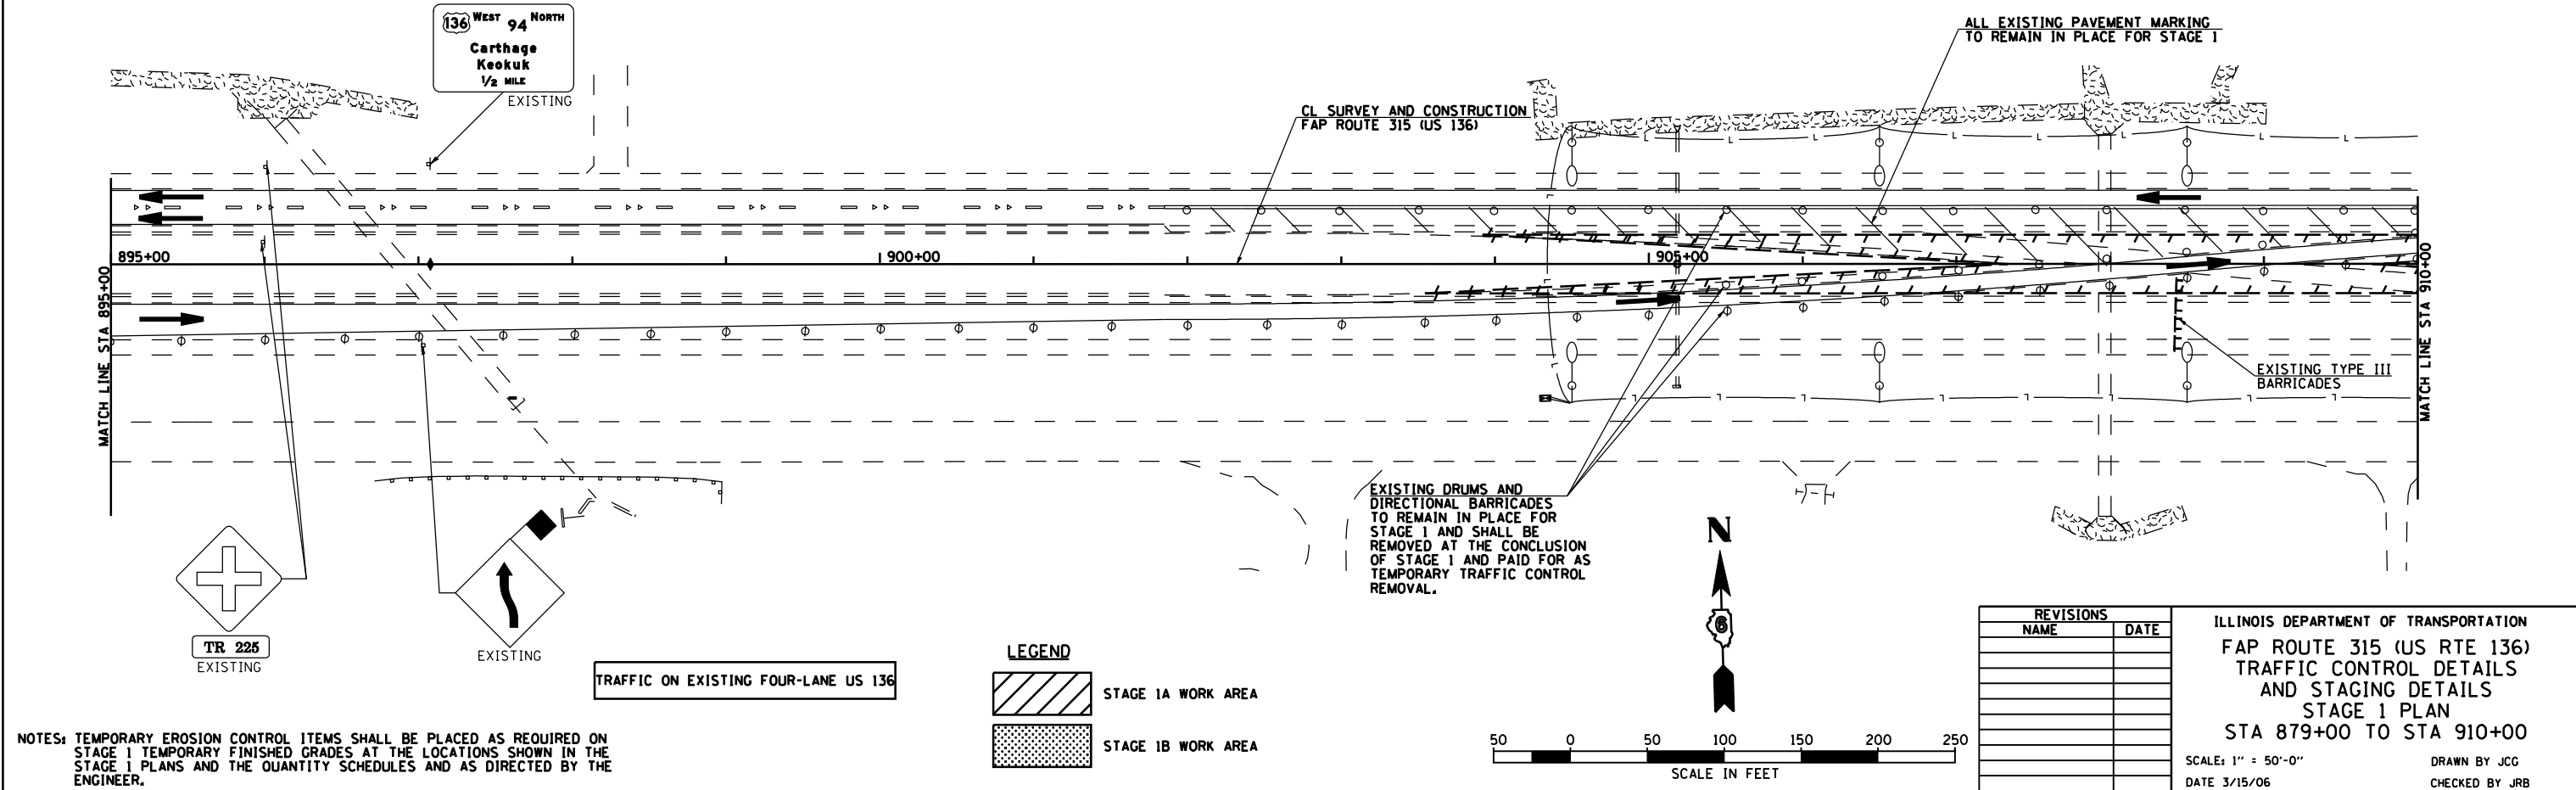 136 WEST 94 NORTH
Carthage
Keokuk
1/2 MILE
EXISTING
ALL EXISTING PAVEMENT MARKING
TO REMAIN IN PLACE FOR STAGE 1
CL SURVEY AND CONSTRUCTION
FAP ROUTE 315 (US 136)
895+00
900+00
905+00
MATCH LINE STA 895+00
MATCH LINE STA 910+00
EXISTING TYPE III
BARRICADES
EXISTING DRUMS AND
DIRECTIONAL BARRICADES
TO REMAIN IN PLACE FOR
STAGE 1 AND SHALL BE
REMOVED AT THE CONCLUSION
OF STAGE 1 AND PAID FOR AS
TEMPORARY TRAFFIC CONTROL
REMOVAL.
TR 225
EXISTING
EXISTING
TRAFFIC ON EXISTING FOUR-LANE US 136
LEGEND
STAGE 1A WORK AREA
STAGE 1B WORK AREA
N
6
50 0 50 100 150 200 250
SCALE IN FEET
NOTES: TEMPORARY EROSION CONTROL ITEMS SHALL BE PLACED AS REQUIRED ON
STAGE 1 TEMPORARY FINISHED GRADES AT THE LOCATIONS SHOWN IN THE
STAGE 1 PLANS AND THE QUANTITY SCHEDULES AND AS DIRECTED BY THE
ENGINEER.
REVISIONS
NAME DATE
ILLINOIS DEPARTMENT OF TRANSPORTATION
FAP ROUTE 315 (US RTE 136)
TRAFFIC CONTROL DETAILS
AND STAGING DETAILS
STAGE 1 PLAN
STA 879+00 TO STA 910+00
SCALE: 1" = 50'-0" DRAWN BY JCG
DATE 3/15/06 CHECKED BY JRB